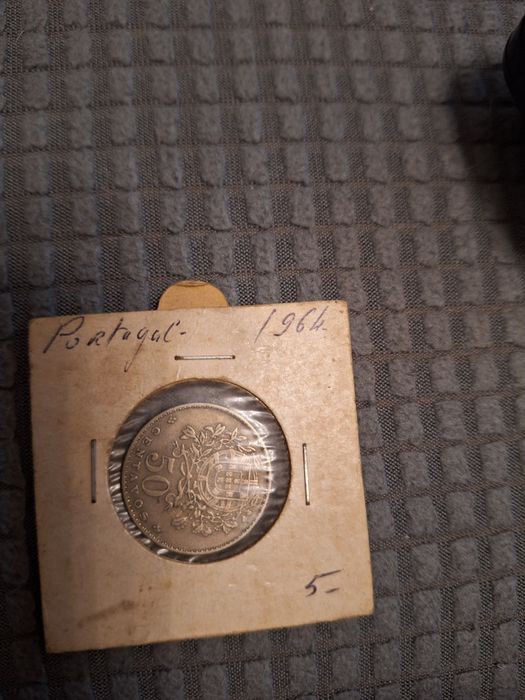 Portugal- 1964
50
CENTAVOS
5-